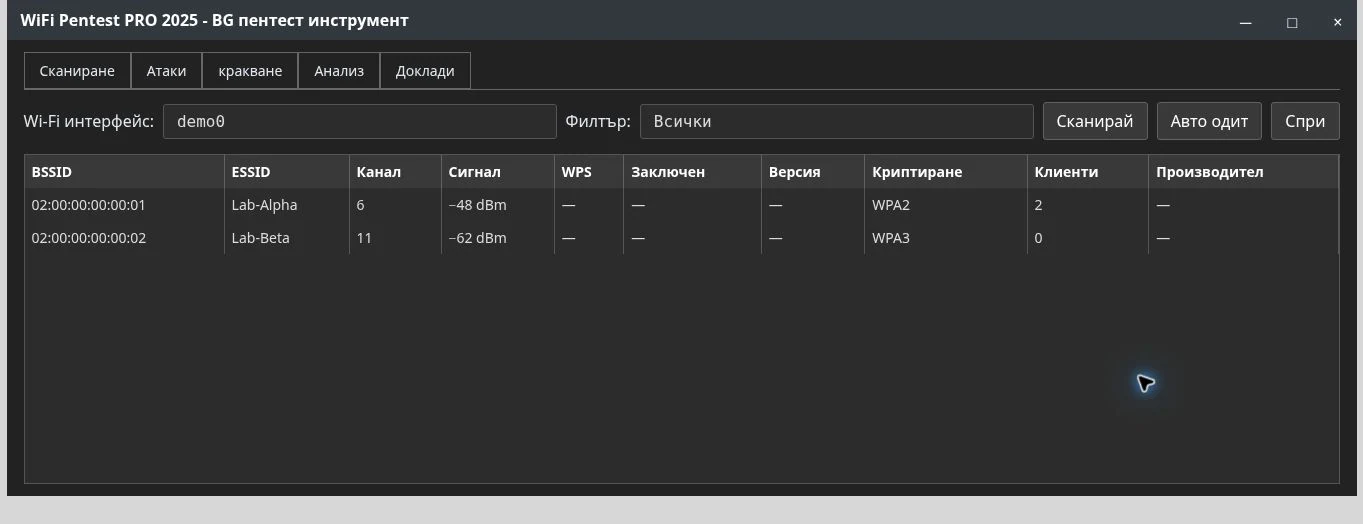 WiFi Pentest PRO 2025 - BG пентест инструмент
Сканиране Атаки кракване Анализ Доклади
Wi-Fi интерфейс: demo0 Филтър: Всички Сканирай Авто одит Спри
BSSID ESSID Канал Сигнал WPS Заключен Версия Криптиране Клиенти Производител
02:00:00:00:00:01 Lab-Alpha 6 −48 dBm — — — WPA2 2 —
02:00:00:00:00:02 Lab-Beta 11 −62 dBm — — — WPA3 0 —